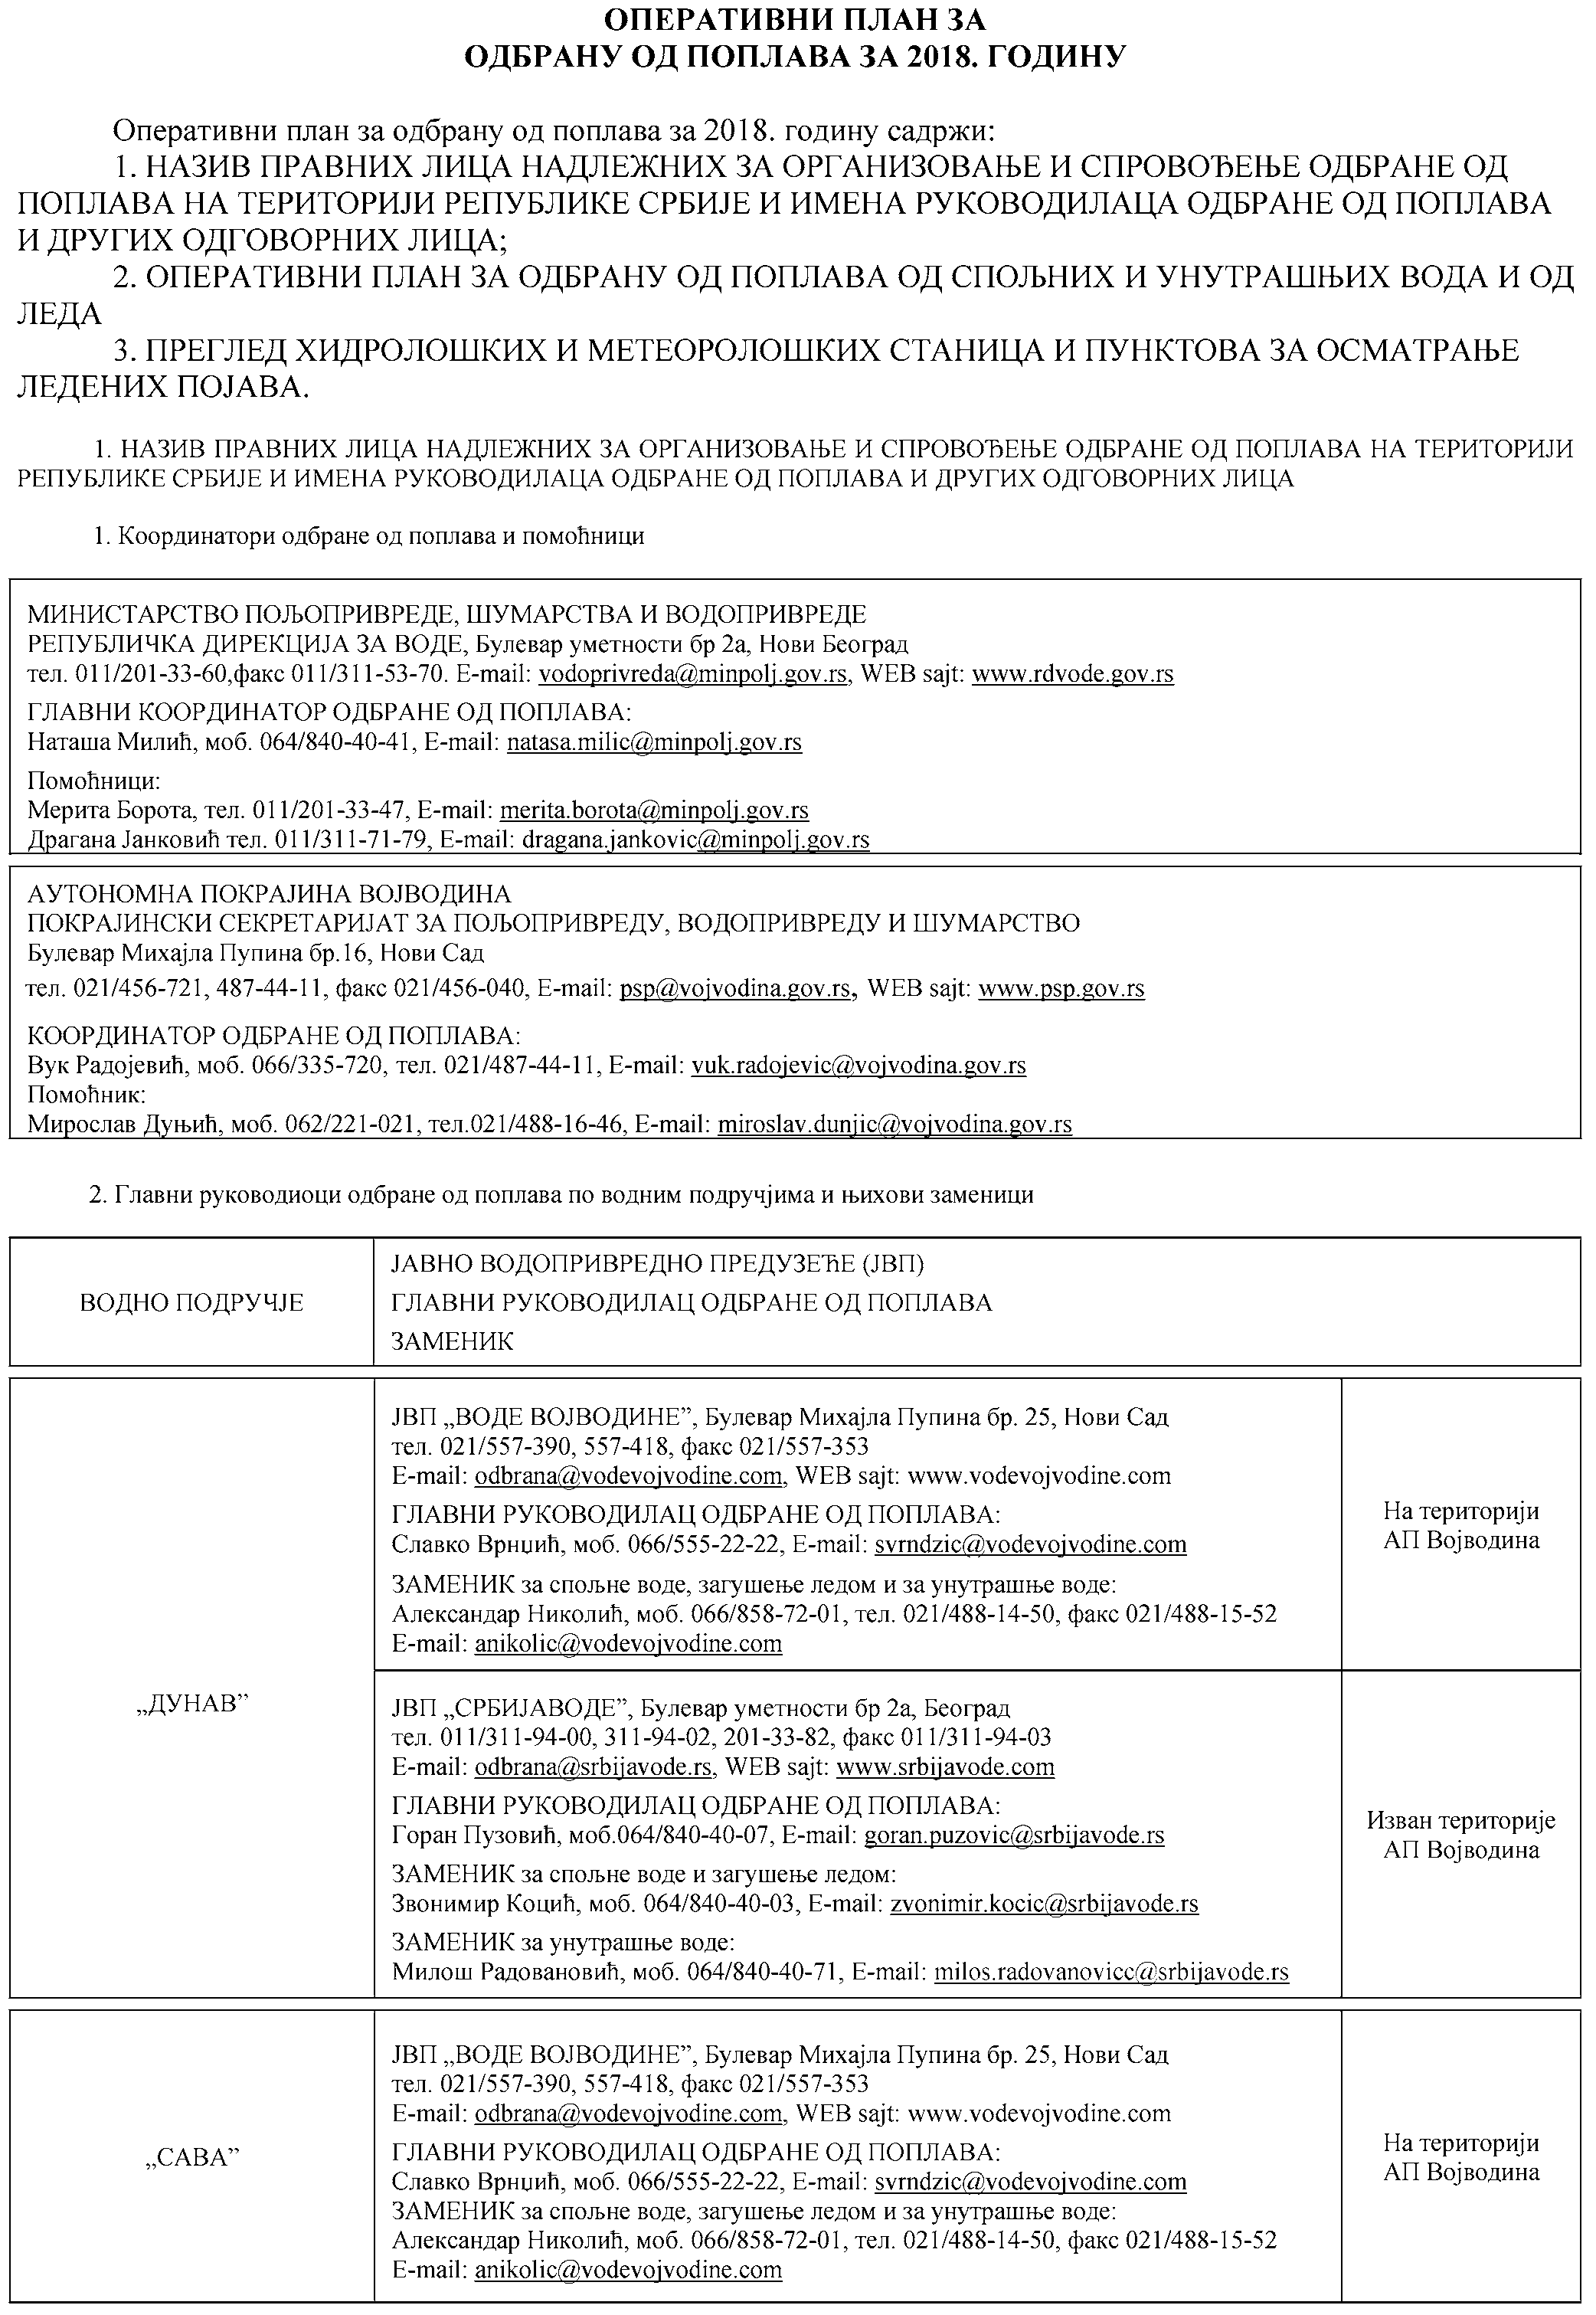 ОПЕРАТИВНИ ПЛАН ЗА
ОДБРАНУ ОД ПОПЛАВА ЗА 2018. ГОДИНУ
Оперативни план за одбрану од поплава за 2018. годину садржи:
1. НАЗИВ ПРАВНИХ ЛИЦА НАДЛЕЖНИХ ЗА ОРГАНИЗОВАЊЕ И СПРОВОЂЕЊЕ ОДБРАНЕ ОД
ПОПЛАВА НА ТЕРИТОРИЈИ РЕПУБЛИКЕ СРБИЈЕ И ИМЕНА РУКОВОДИЛАЦА ОДБРАНЕ ОД ПОПЛАВА
И ДРУГИХ ОДГОВОРНИХ ЛИЦА;
2. ОПЕРАТИВНИ ПЛАН ЗА ОДБРАНУ ОД ПОПЛАВА ОД СПОЉНИХ И УНУТРАШЊИХ ВОДА И ОД
ЛЕДА
3. ПРЕГЛЕД ХИДРОЛОШКИХ И МЕТЕОРОЛОШКИХ СТАНИЦА И ПУНКТОВА ЗА ОСМАТРАЊЕ
ЛЕДЕНИХ ПОЈАВА.
1. НАЗИВ ПРАВНИХ ЛИЦА НАДЛЕЖНИХ ЗА ОРГАНИЗОВАЊЕ И СПРОВОЂЕЊЕ ОДБРАНЕ ОД ПОПЛАВА НА ТЕРИТОРИЈИ
РЕПУБЛИКЕ СРБИЈЕ И ИМЕНА РУКОВОДИЛАЦА ОДБРАНЕ ОД ПОПЛАВА И ДРУГИХ ОДГОВОРНИХ ЛИЦА
1. Координатори одбране од поплава и помоћници
МИНИСТАРСТВО ПОЉОПРИВРЕДЕ, ШУМАРСТВА И ВОДОПРИВРЕДЕ
РЕПУБЛИЧКА ДИРЕКЦИЈА ЗА ВОДЕ, Булевар уметности бр 2а, Нови Београд
тел. 011/201-33-60,факс 011/311-53-70. E-mail: vodoprivreda@minpolj.gov.rs, WEB sajt: www.rdvode.gov.rs
ГЛАВНИ КООРДИНАТОР ОДБРАНЕ ОД ПОПЛАВА:
Наташа Милић, моб. 064/840-40-41, E-mail: natasa.milic@minpolj.gov.rs
Помоћници:
Мерита Борота, тел. 011/201-33-47, E-mail: merita.borota@minpolj.gov.rs
Драгана Јанковић тел. 011/311-71-79, E-mail: dragana.jankovic@minpolj.gov.rs
АУТОНОМНА ПОКРАЈИНА ВОЈВОДИНА
ПОКРАЈИНСКИ СЕКРЕТАРИЈАТ ЗА ПОЉОПРИВРЕДУ, ВОДОПРИВРЕДУ И ШУМАРСТВО
Булевар Михајла Пупина бр.16, Нови Сад
тел. 021/456-721, 487-44-11, факс 021/456-040, E-mail: psp@vojvodina.gov.rs, WEB sajt: www.psp.gov.rs
КООРДИНАТОР ОДБРАНЕ ОД ПОПЛАВА:
Вук Радојевић, моб. 066/335-720, тел. 021/487-44-11, E-mail: vuk.radojevic@vojvodina.gov.rs
Помоћник:
Мирослав Дуњић, моб. 062/221-021, тел.021/488-16-46, E-mail: miroslav.dunjic@vojvodina.gov.rs
2. Главни руководиоци одбране од поплава по водним подручјима и њихови заменици
ВОДНО ПОДРУЧЈЕ
ЈАВНО ВОДОПРИВРЕДНО ПРЕДУЗЕЋЕ (ЈВП)
ГЛАВНИ РУКОВОДИЛАЦ ОДБРАНЕ ОД ПОПЛАВА
ЗАМЕНИК
„ДУНАВ”
ЈВП „ВОДЕ ВОЈВОДИНЕ”, Булевар Михајла Пупина бр. 25, Нови Сад
тел. 021/557-390, 557-418, факс 021/557-353
E-mail: odbrana@vodevojvodine.com, WEB sajt: www.vodevojvodine.com
ГЛАВНИ РУКОВОДИЛАЦ ОДБРАНЕ ОД ПОПЛАВА:
Славко Врнџић, моб. 066/555-22-22, E-mail: svrndzic@vodevojvodine.com
ЗАМЕНИК за спољне воде, загушење ледом и за унутрашње воде:
Александар Николић, моб. 066/858-72-01, тел. 021/488-14-50, факс 021/488-15-52
E-mail: anikolic@vodevojvodine.com
На територији
АП Војводина
ЈВП „СРБИЈАВОДЕ”, Булевар уметности бр 2а, Београд
тел. 011/311-94-00, 311-94-02, 201-33-82, факс 011/311-94-03
E-mail: odbrana@srbijavode.rs, WEB sajt: www.srbijavode.com
ГЛАВНИ РУКОВОДИЛАЦ ОДБРАНЕ ОД ПОПЛАВА:
Горан Пузовић, моб.064/840-40-07, E-mail: goran.puzovic@srbijavode.rs
ЗАМЕНИК за спољне воде и загушење ледом:
Звонимир Коцић, моб. 064/840-40-03, E-mail: zvonimir.kocic@srbijavode.rs
ЗАМЕНИК за унутрашње воде:
Милош Радовановић, моб. 064/840-40-71, E-mail: milos.radovanovicc@srbijavode.rs
Изван територије
АП Војводина
„САВА”
ЈВП „ВОДЕ ВОЈВОДИНЕ”, Булевар Михајла Пупина бр. 25, Нови Сад
тел. 021/557-390, 557-418, факс 021/557-353
E-mail: odbrana@vodevojvodine.com, WEB sajt: www.vodevojvodine.com
ГЛАВНИ РУКОВОДИЛАЦ ОДБРАНЕ ОД ПОПЛАВА:
Славко Врнџић, моб. 066/555-22-22, E-mail: svrndzic@vodevojvodine.com
ЗАМЕНИК за спољне воде, загушење ледом и за унутрашње воде:
Александар Николић, моб. 066/858-72-01, тел. 021/488-14-50, факс 021/488-15-52
E-mail: anikolic@vodevojvodine.com
На територији
АП Војводина